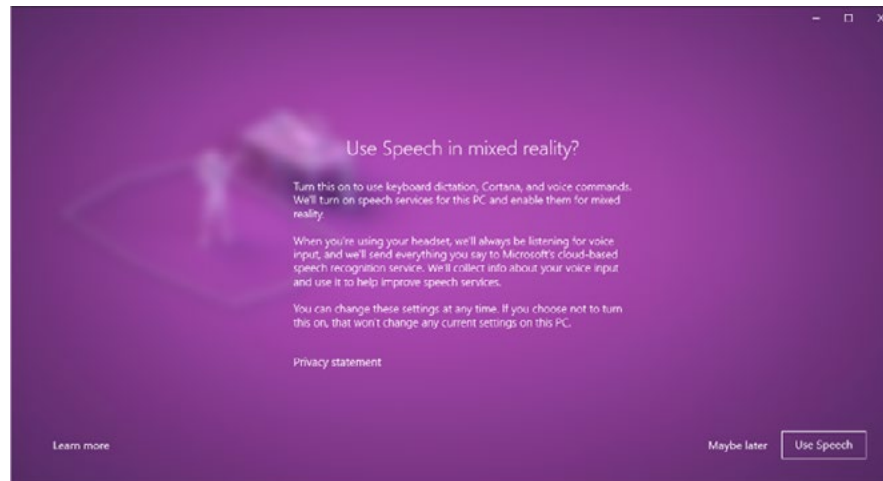 Use Speech in mixed reality?
Turn this on to use keyboard dictation, Cortana, and voice commands.
We'll turn on speech services for this PC and enable them for mixed
reality.
When you're using your headset, we'll always be listening for voice
input, and we'll send everything you say to Microsoft's cloud-based
speech recognition service. We'll collect info about your voice input
and use it to help improve speech services.
You can change these settings at any time. If you choose not to turn
this on, that won't change any current settings on this PC.
Privacy statement
Learn more
Maybe later
Use Speech